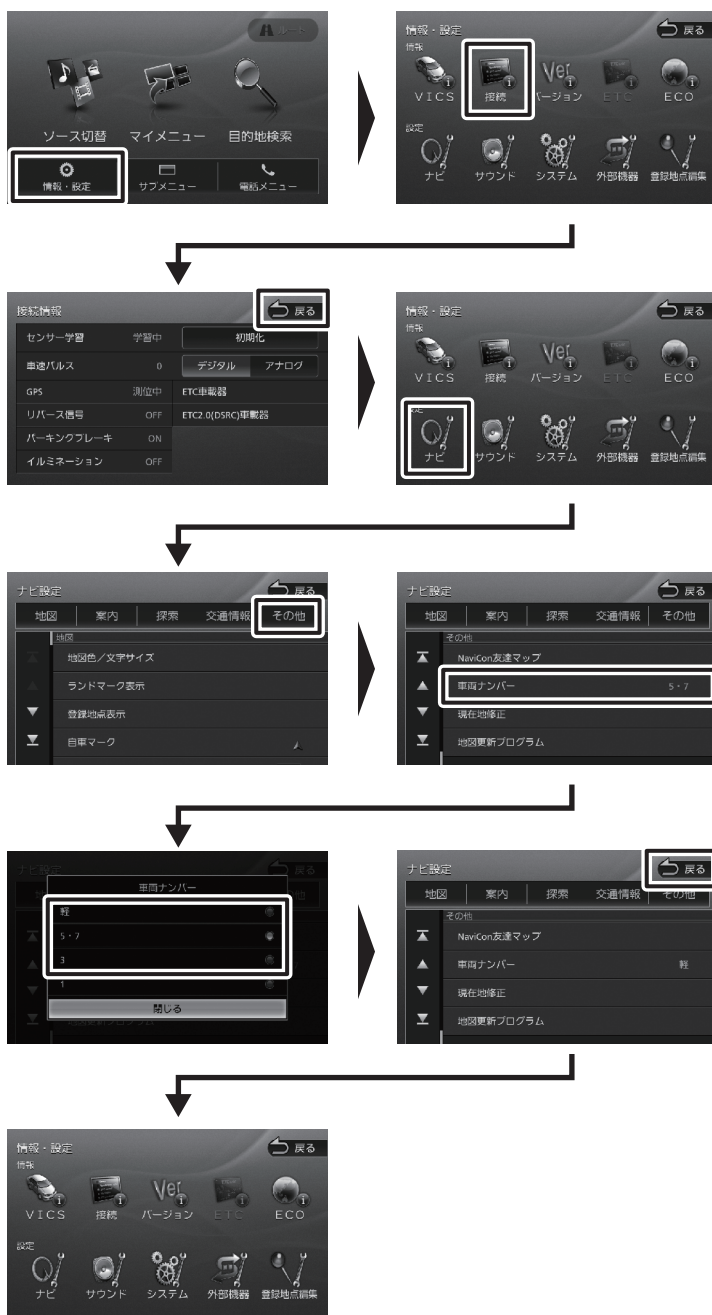 ルート
ソース切替 マイメニュー 目的地検索
情報・設定 サブメニュー 電話メニュー
情報・設定 戻る
情報
VICS 接続 バージョン ETC ECO
設定
ナビ サウンド システム 外部機器 登録地点編集
接続情報 戻る
センサー学習 学習中 初期化
車速パルス 0 デジタル アナログ
GPS 測位中 ETC車載器
リバース信号 OFF ETC2.0(DSRC)車載器
パーキングブレーキ ON
イルミネーション OFF
情報・設定 戻る
情報
VICS 接続 バージョン ETC ECO
設定
ナビ サウンド システム 外部機器 登録地点編集
ナビ設定 戻る
地図 案内 探索 交通情報 その他
地図
地図色／文字サイズ
ランドマーク表示
登録地点表示
自車マーク
ナビ設定 戻る
地図 案内 探索 交通情報 その他
その他
NaviCon友達マップ
車両ナンバー 5・7
現在地修正
地図更新プログラム
ナビ設定 戻る
車両ナンバー
軽
5・7
3
1
閉じる
地図更新プログラム
ナビ設定 戻る
地図 案内 探索 交通情報 その他
その他
NaviCon友達マップ
車両ナンバー 軽
現在地修正
地図更新プログラム
情報・設定 戻る
情報
VICS 接続 バージョン ETC ECO
設定
ナビ サウンド システム 外部機器 登録地点編集